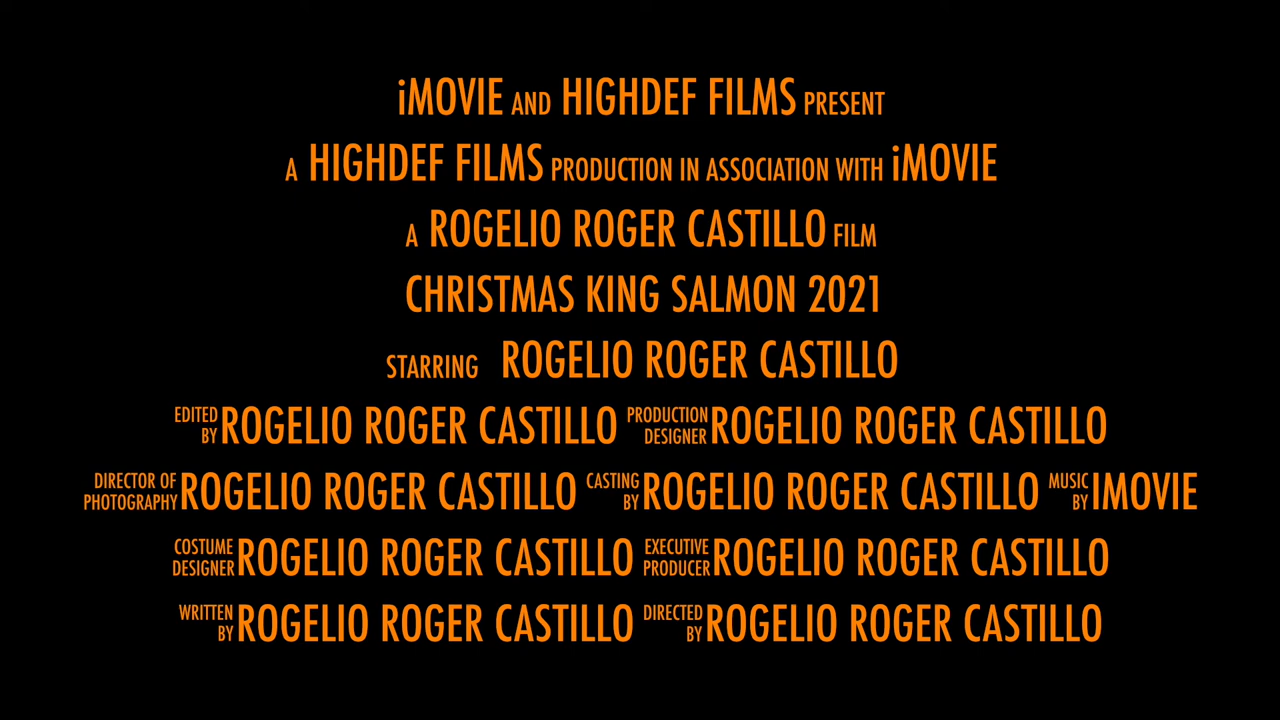 iMOVIE AND HIGHDEF FILMS PRESENT
A HIGHDEF FILMS PRODUCTION IN ASSOCIATION WITH iMOVIE
A ROGELIO ROGER CASTILLO FILM
CHRISTMAS KING SALMON 2021
STARRING ROGELIO ROGER CASTILLO
EDITED BY ROGELIO ROGER CASTILLO PRODUCTION DESIGNER ROGELIO ROGER CASTILLO
DIRECTOR OF PHOTOGRAPHY ROGELIO ROGER CASTILLO CASTING BY ROGELIO ROGER CASTILLO MUSIC BY IMOVIE
COSTUME DESIGNER ROGELIO ROGER CASTILLO EXECUTIVE PRODUCER ROGELIO ROGER CASTILLO
WRITTEN BY ROGELIO ROGER CASTILLO DIRECTED BY ROGELIO ROGER CASTILLO